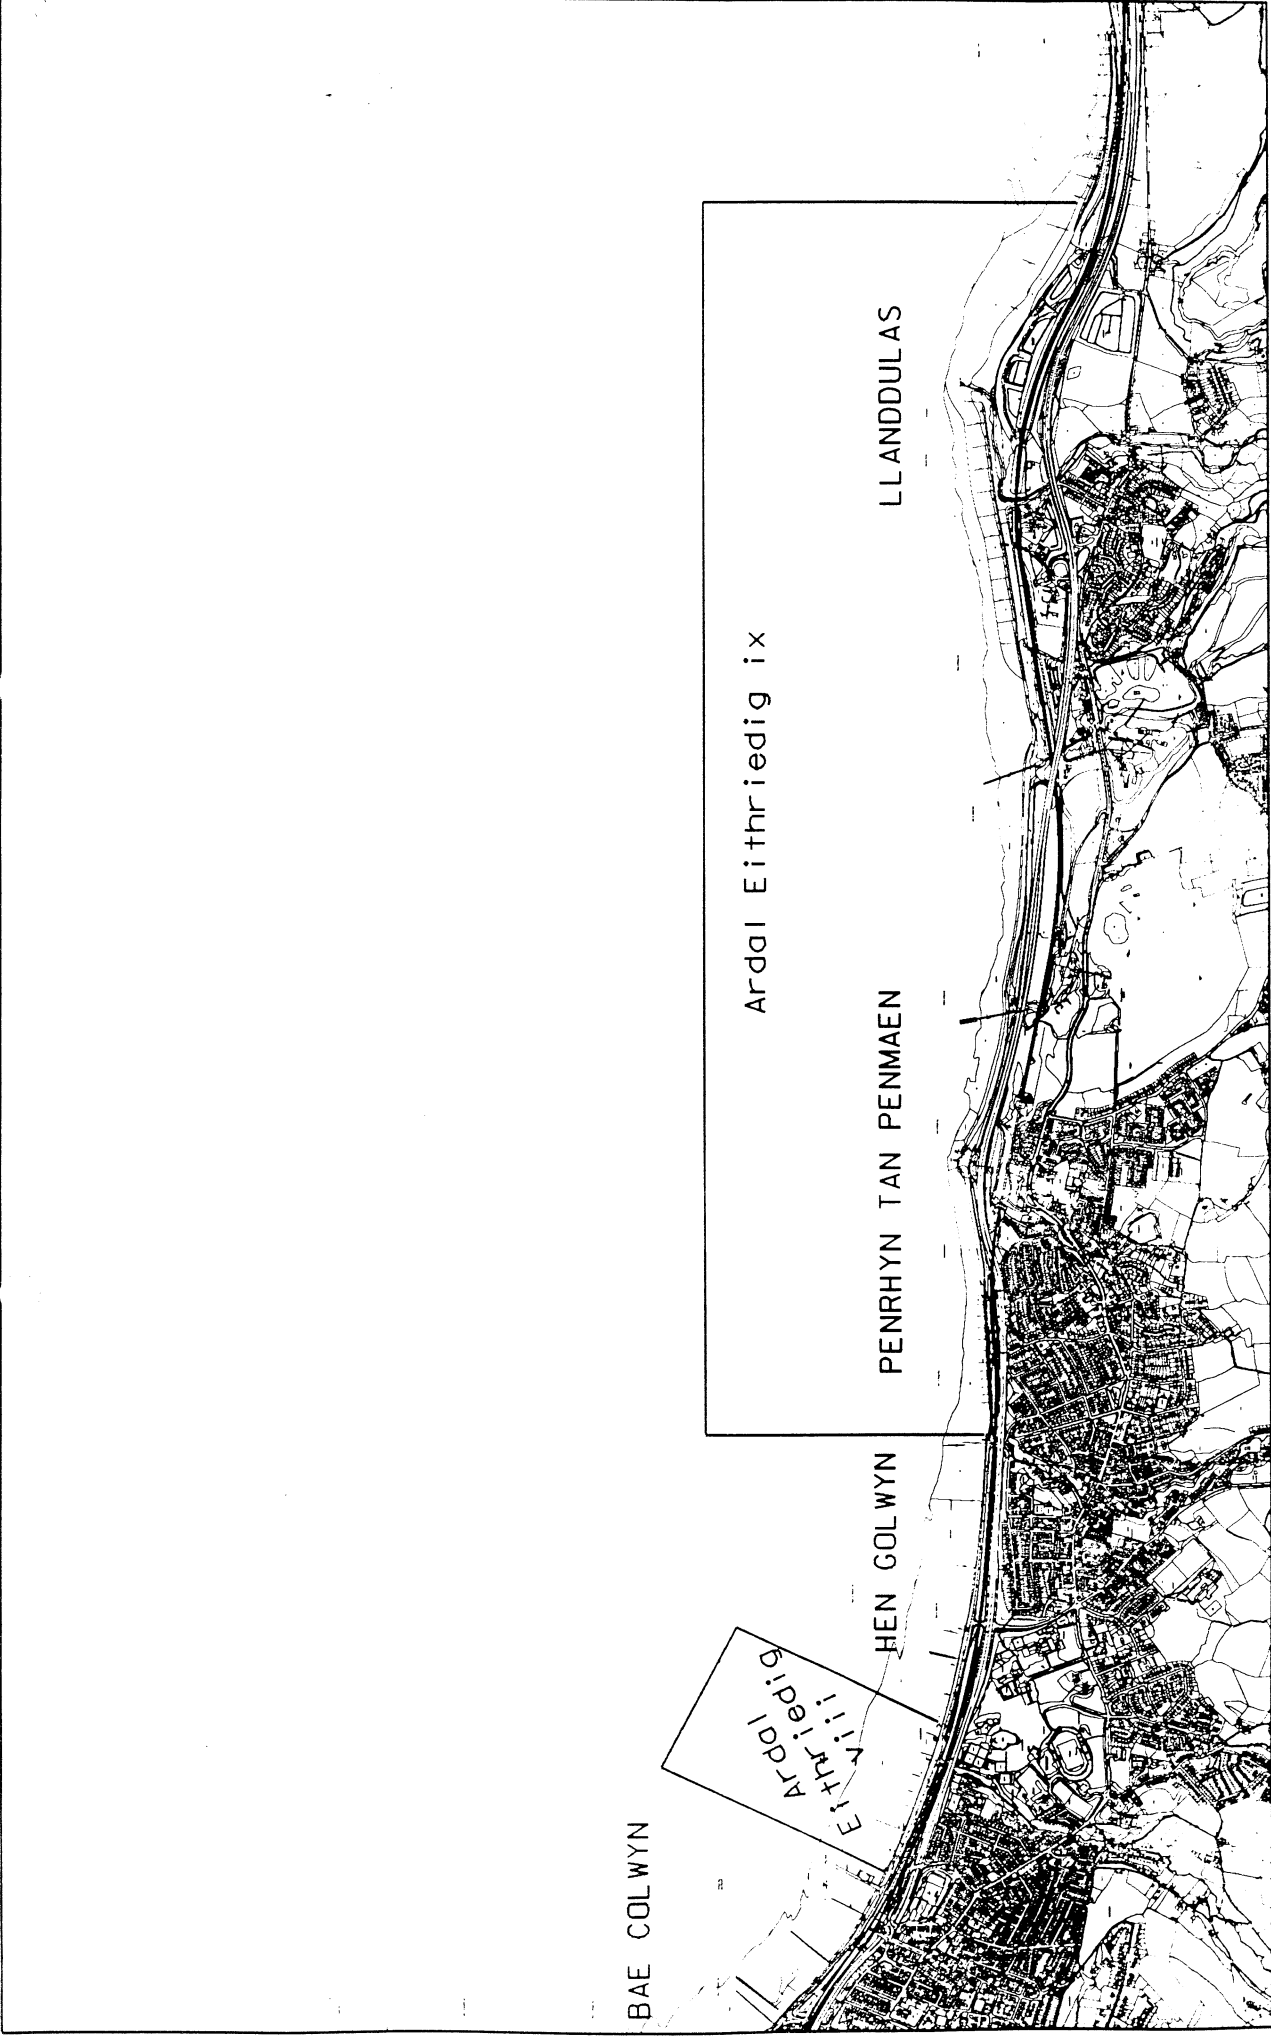 BAE COLWYN
Ardal
Eithriedig
viii
HEN GOLWYN
PENRHYN TAN PENMAEN
Ardal Eithriedig ix
LLANDDULAS